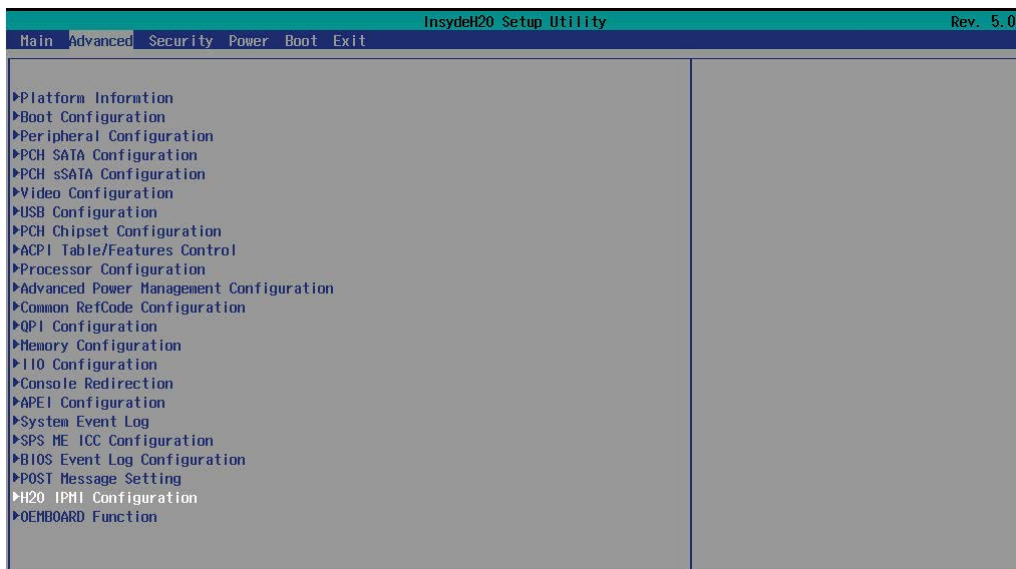 InsydeH2O Setup Utility Rev. 5.0
Main Advanced Security Power Boot Exit
Platform Informtion
Boot Configuration
Peripheral Configuration
PCH SATA Configuration
PCH sSATA Configuration
Video Configuration
USB Configuration
PCH Chipset Configuration
ACPI Table/Features Control
Processor Configuration
Advanced Power Management Configuration
Common RefCode Configuration
QPI Configuration
Memory Configuration
IIO Configuration
Console Redirection
APEI Configuration
System Event Log
SPS ME ICC Configuration
BIOS Event Log Configuration
POST Message Setting
H2O IPMI Configuration
OEMBOARD Function